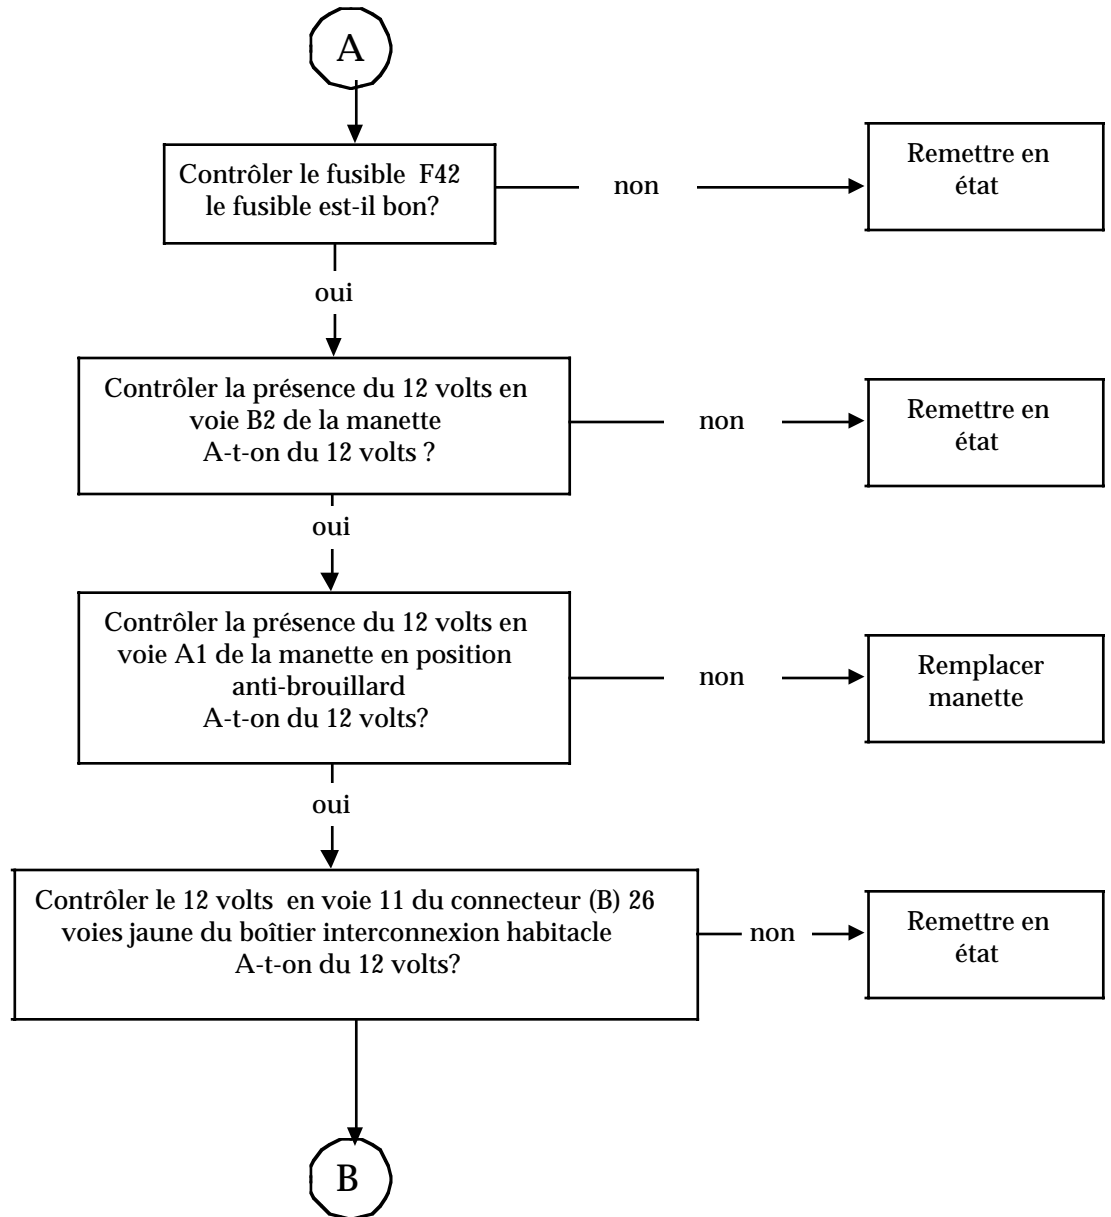 A
Contrôler le fusible F42
le fusible est-il bon?
non
Remettre en
état
oui
Contrôler la présence du 12 volts en
voie B2 de la manette
A-t-on du 12 volts ?
non
Remettre en
état
oui
Contrôler la présence du 12 volts en
voie A1 de la manette en position
anti-brouillard
A-t-on du 12 volts?
non
Remplacer
manette
oui
Contrôler le 12 volts en voie 11 du connecteur (B) 26
voies jaune du boîtier interconnexion habitacle
A-t-on du 12 volts?
non
Remettre en
état
B